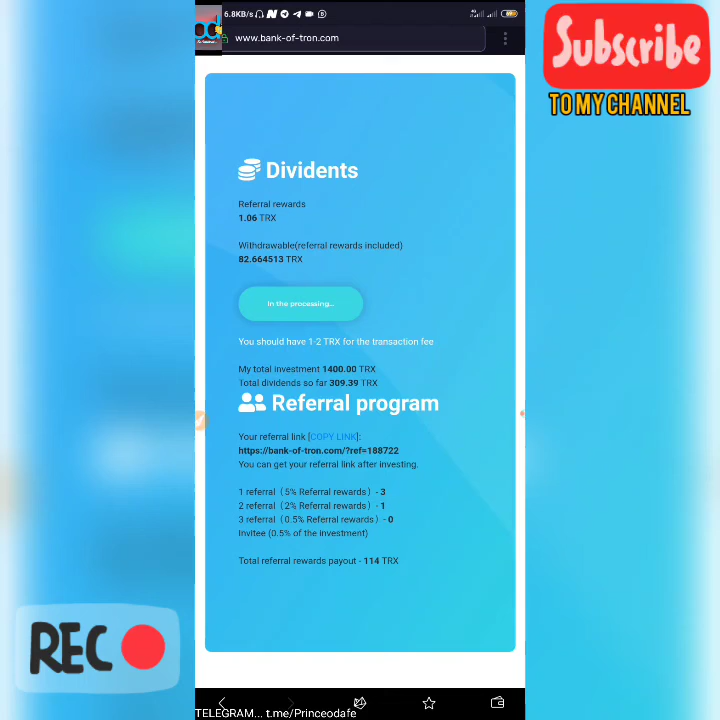 6.8KB/s
www.bank-of-tron.com
Subscribe
TO MY CHANNEL
Dividents
Referral rewards
1.06 TRX
Withdrawable(referral rewards included)
82.664513 TRX
In the processing...
You should have 1-2 TRX for the transaction fee
My total investment 1400.00 TRX
Total dividends so far 309.39 TRX
Referral program
Your referral link [COPY LINK]:
https://bank-of-tron.com/?ref=188722
You can get your referral link after investing.
1 referral（5% Referral rewards）- 3
2 referral（2% Referral rewards）- 1
3 referral（0.5% Referral rewards）- 0
Invitee (0.5% of the investment)
Total referral rewards payout - 114 TRX
REC
TELEGRAM... t.me/Princeodafe